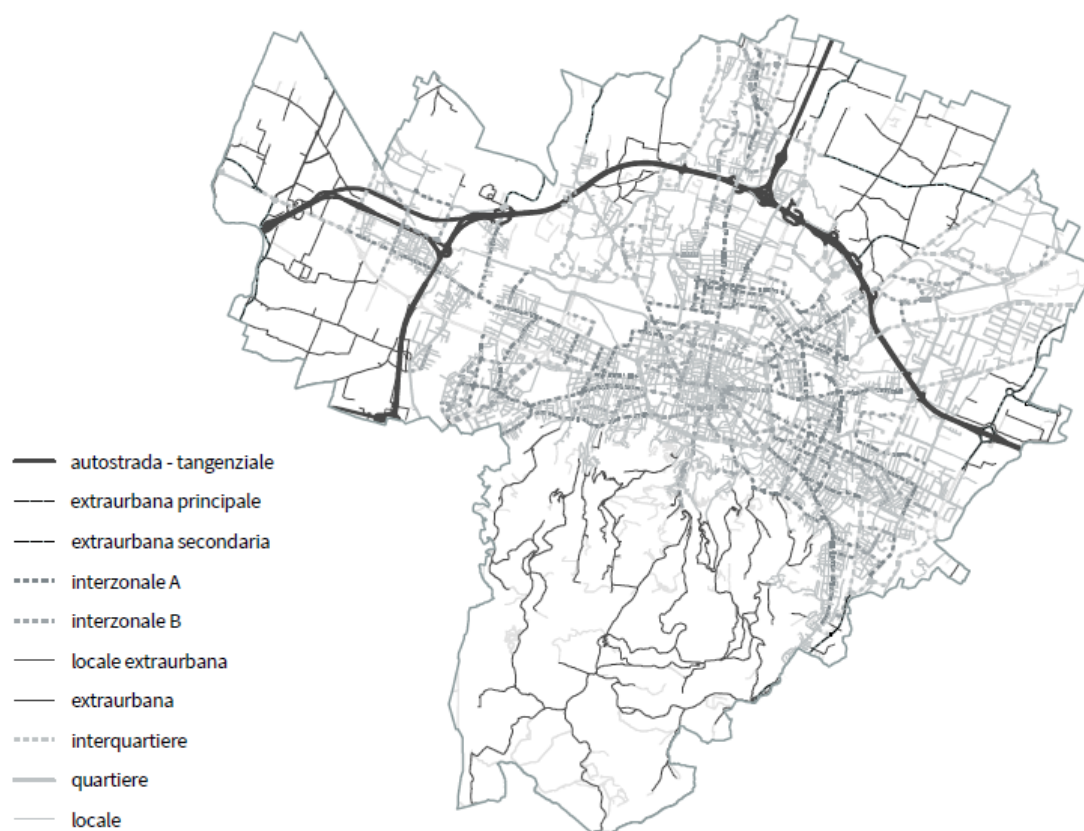 autostrada - tangenziale
extraurbana principale
extraurbana secondaria
interzonale A
interzonale B
locale extraurbana
extraurbana
interquartiere
quartiere
locale